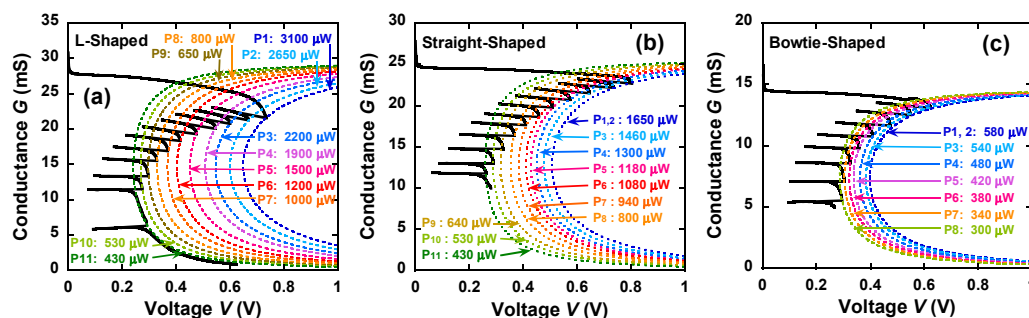 35
30
25
20
15
10
5
0
Conductance G (mS)
0
0.2
0.4
0.6
0.8
1
Voltage V (V)
L-Shaped
(a)
P8: 800 µW
P1: 3100 µW
P9: 650 µW
P2: 2650 µW
P3: 2200 µW
P4: 1900 µW
P5: 1500 µW
P6: 1200 µW
P7: 1000 µW
P10: 530 µW
P11: 430 µW
30
25
20
15
10
5
0
Conductance G (mS)
0
0.2
0.4
0.6
0.8
1
Voltage V (V)
Straight-Shaped
(b)
P1,2 : 1650 µW
P3 : 1460 µW
P4: 1300 µW
P5 : 1180 µW
P6 : 1080 µW
P7 : 940 µW
P8 : 800 µW
P9 : 640 µW
P10 : 530 µW
P11 : 430 µW
20
15
10
5
0
Conductance G (mS)
0
0.2
0.4
0.6
0.8
1
Voltage V (V)
Bowtie-Shaped
(c)
P1, 2: 580 µW
P3: 540 µW
P4: 480 µW
P5: 420 µW
P6: 380 µW
P7: 340 µW
P8: 300 µW